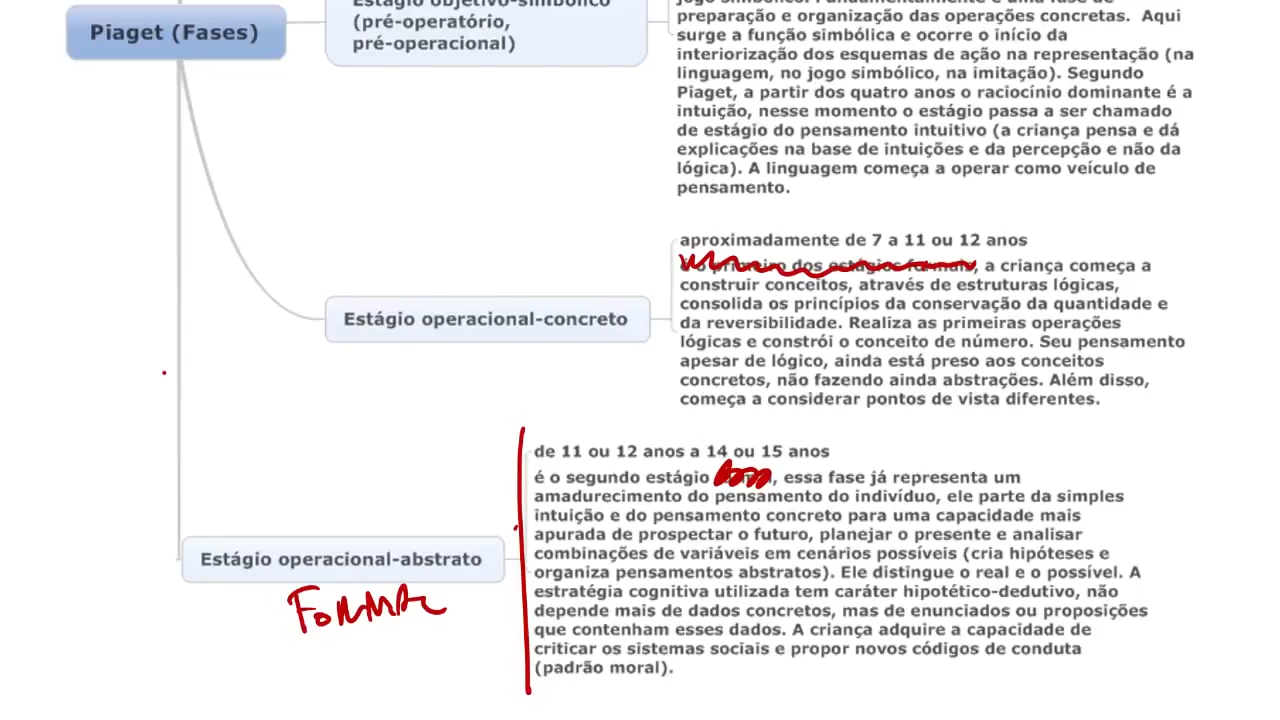 Piaget (Fases)
Estágio objetivo-simbólico
(pré-operatório,
pré-operacional)
jogo simbólico. Fundamentalmente é uma fase de
preparação e organização das operações concretas. Aqui
surge a função simbólica e ocorre o início da
interiorização dos esquemas de ação na representação (na
linguagem, no jogo simbólico, na imitação). Segundo
Piaget, a partir dos quatro anos o raciocínio dominante é a
intuição, nesse momento o estágio passa a ser chamado
de estágio do pensamento intuitivo (a criança pensa e dá
explicações na base de intuições e da percepção e não da
lógica). A linguagem começa a operar como veículo de
pensamento.
Estágio operacional-concreto
aproximadamente de 7 a 11 ou 12 anos
é o primeiro dos estágios formais, a criança começa a
construir conceitos, através de estruturas lógicas,
consolida os princípios da conservação da quantidade e
da reversibilidade. Realiza as primeiras operações
lógicas e constrói o conceito de número. Seu pensamento
apesar de lógico, ainda está preso aos conceitos
concretos, não fazendo ainda abstrações. Além disso,
começa a considerar pontos de vista diferentes.
Estágio operacional-abstrato
FORMAL
de 11 ou 12 anos a 14 ou 15 anos
é o segundo estágio , essa fase já representa um
amadurecimento do pensamento do indivíduo, ele parte da simples
intuição e do pensamento concreto para uma capacidade mais
apurada de prospectar o futuro, planejar o presente e analisar
combinações de variáveis em cenários possíveis (cria hipóteses e
organiza pensamentos abstratos). Ele distingue o real e o possível. A
estratégia cognitiva utilizada tem caráter hipotético-dedutivo, não
depende mais de dados concretos, mas de enunciados ou proposições
que contenham esses dados. A criança adquire a capacidade de
criticar os sistemas sociais e propor novos códigos de conduta
(padrão moral).